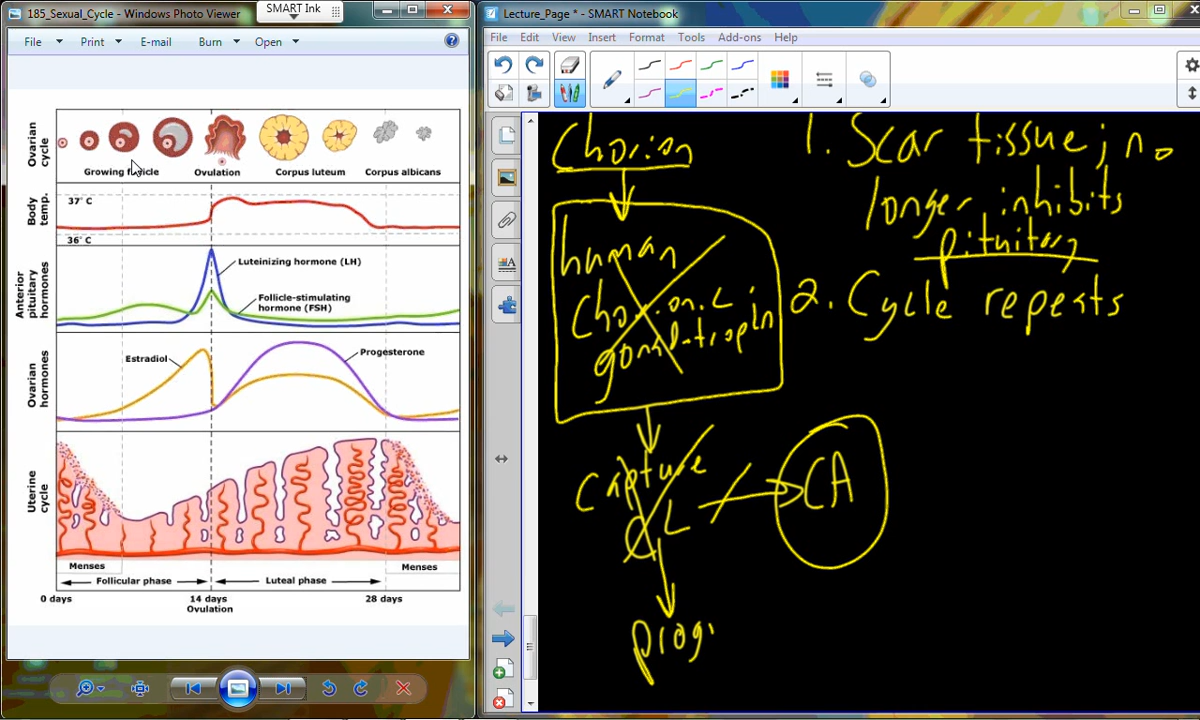 185_Sexual_Cycle - Windows Photo Viewer
SMART Ink
File Print E-mail Burn Open
Ovarian
cycle
Growing follicle Ovulation Corpus luteum Corpus albicans
Body
temp.
37° C
36° C
Anterior
pituitary
hormones
Luteinizing hormone (LH)
Follicle-stimulating
hormone (FSH)
Ovarian
hormones
Estradiol
Progesterone
Uterine
cycle
Menses
Menses
Follicular phase
Luteal phase
0 days 14 days 28 days
Ovulation
Lecture_Page * - SMART Notebook
File Edit View Insert Format Tools Add-ons Help
Chorion
human
Chorionic
gonadotropin
CA
prog
1. Scar tissue; no
longer inhibits
pituitary
2. Cycle repeats